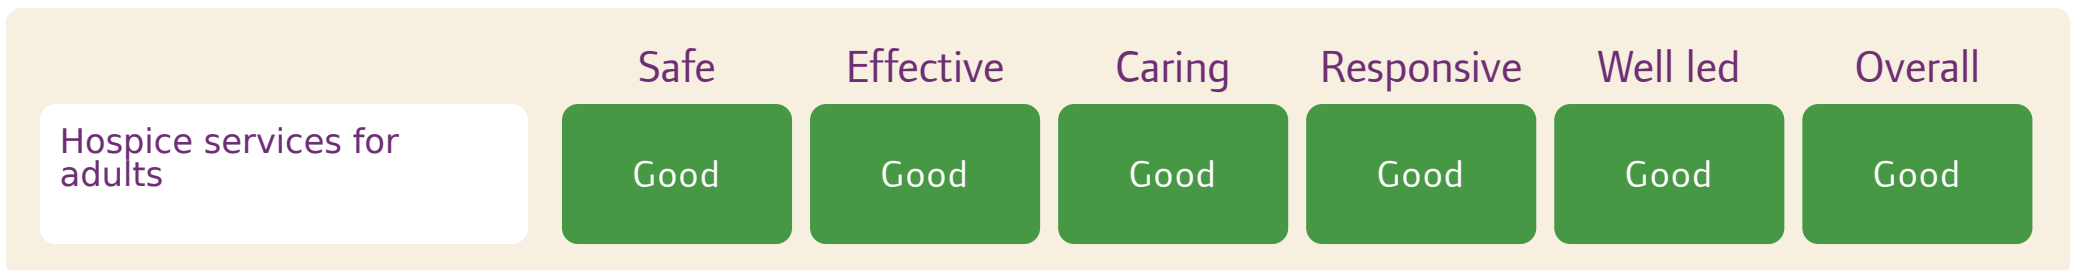 Safe Effective Caring Responsive Well led Overall
Hospice services for
adults
Good Good Good Good Good Good